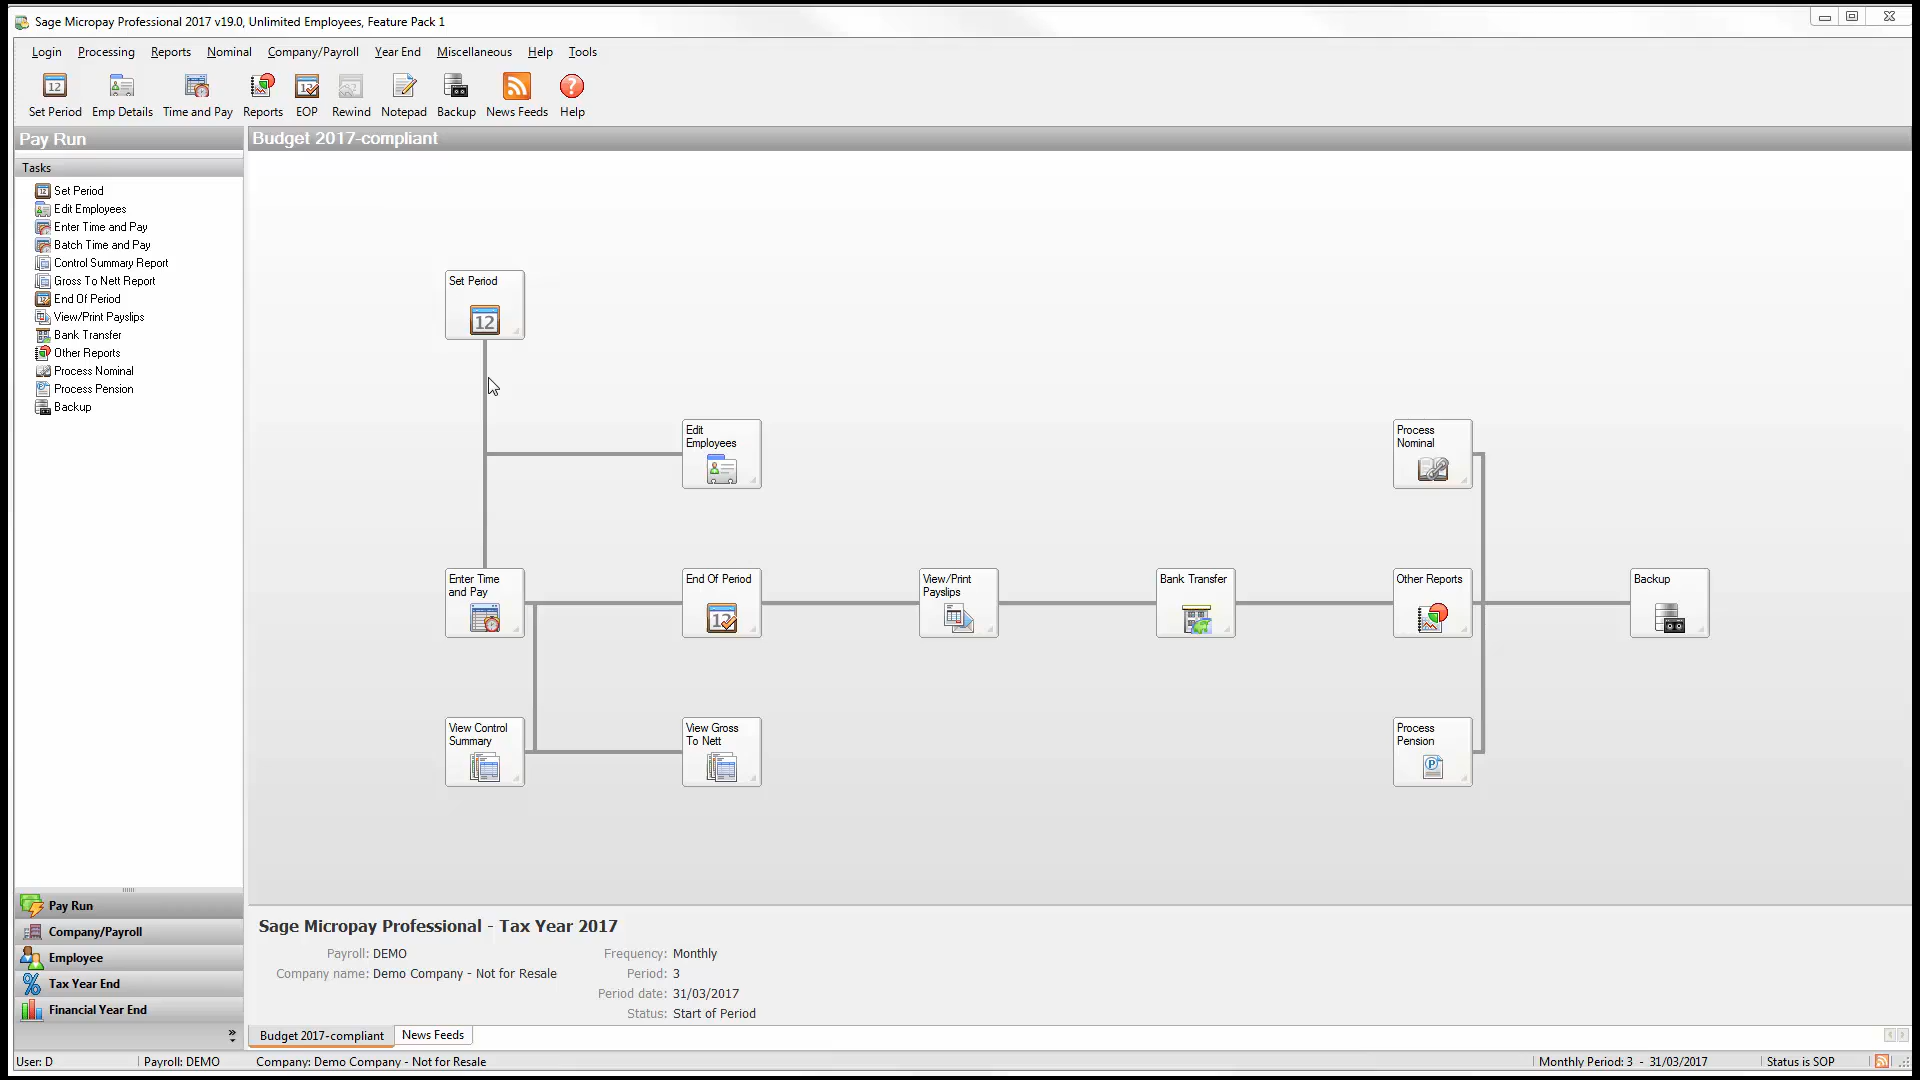 Sage Micropay Professional 2017 v19.0, Unlimited Employees, Feature Pack 1
Login Processing Reports Nominal Company/Payroll Year End Miscellaneous Help Tools
12 12
Set Period Emp Details Time and Pay Reports EOP Rewind Notepad Backup News Feeds ? Help
Pay Run
Budget 2017-compliant
Tasks
Set Period
Edit Employees
Enter Time and Pay
Batch Time and Pay
Control Summary Report
Gross To Nett Report
End Of Period
View/Print Payslips
Bank Transfer
Other Reports
Process Nominal
Process Pension
Backup
Set Period
12
Edit
Employees
Process
Nominal
Enter Time
and Pay
End Of Period
12
View/Print
Payslips
Bank Transfer
Other Reports
Backup
View Control
Summary
View Gross
To Nett
Process
Pension
P
Pay Run
Company/Payroll
Employee
Tax Year End
Financial Year End
Sage Micropay Professional - Tax Year 2017
Payroll: DEMO
Company name: Demo Company - Not for Resale
Frequency: Monthly
Period: 3
Period date: 31/03/2017
Status: Start of Period
Budget 2017-compliant News Feeds
User: D Payroll: DEMO Company: Demo Company - Not for Resale Monthly Period: 3 - 31/03/2017 Status is SOP